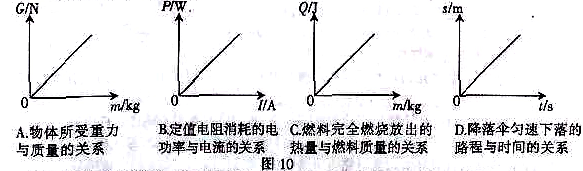 G/N P/W Q/J s/m
0 m/kg 0 I/A 0 m/kg 0 t/s
A.物体所受重力 B.定值电阻消耗的电 C.燃料完全燃烧放出的 D.降落伞匀速下落的
与质量的关系 功率与电流的关系 热量与燃料质量的关系 路程与时间的关系
图 10